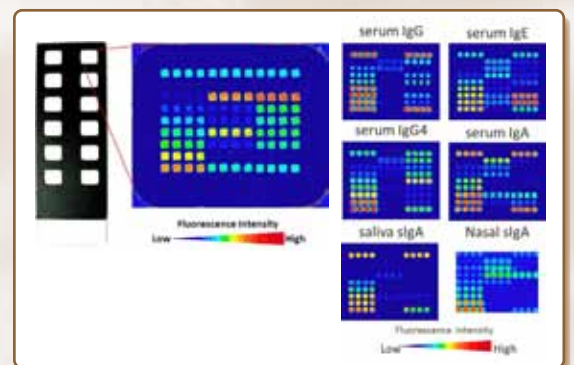 Fluorescence Intensity
Low High
serum IgG serum IgE
serum IgG4 serum IgA
saliva sIgA Nasal sIgA
Fluorescence Intensity
Low High